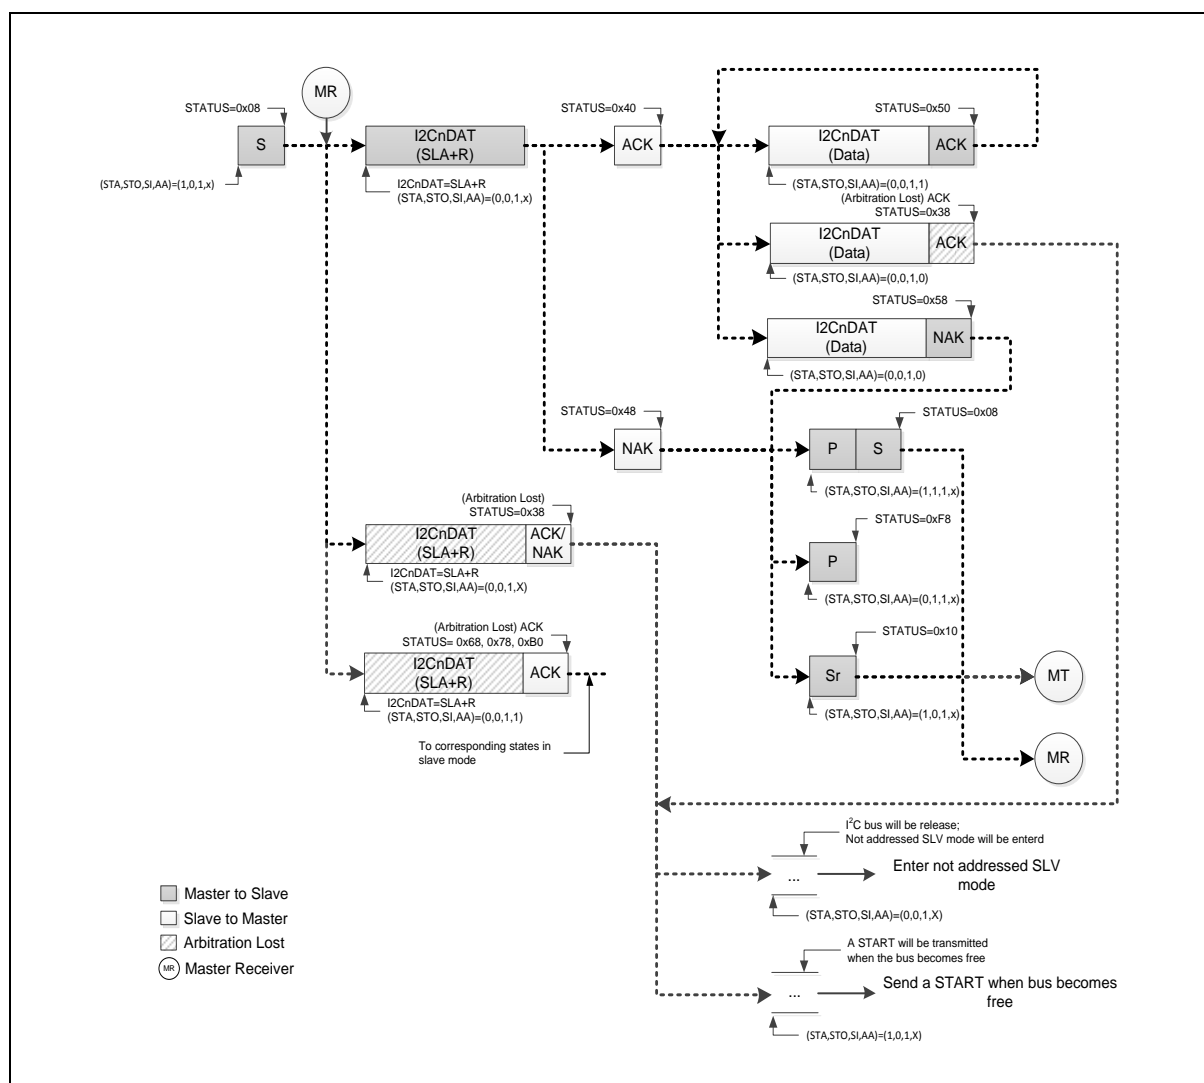 MR
STATUS=0x08
STATUS=0x40
STATUS=0x50
S
I2CnDAT
(SLA+R)
ACK
I2CnDAT
(Data)
ACK
(STA,STO,SI,AA)=(1,0,1,x)
I2CnDAT=SLA+R
(STA,STO,SI,AA)=(0,0,1,x)
(STA,STO,SI,AA)=(0,0,1,1)
(Arbitration Lost) ACK
STATUS=0x38
I2CnDAT
(Data)
ACK
(STA,STO,SI,AA)=(0,0,1,0)
STATUS=0x58
I2CnDAT
(Data)
NAK
(STA,STO,SI,AA)=(0,0,1,0)
STATUS=0x48
STATUS=0x08
NAK
P
S
(STA,STO,SI,AA)=(1,1,1,x)
(Arbitration Lost)
STATUS=0x38
I2CnDAT
(SLA+R)
ACK/
NAK
I2CnDAT=SLA+R
(STA,STO,SI,AA)=(0,0,1,X)
STATUS=0xF8
P
(STA,STO,SI,AA)=(0,1,1,x)
(Arbitration Lost) ACK
STATUS= 0x68, 0x78, 0xB0
I2CnDAT
(SLA+R)
ACK
I2CnDAT=SLA+R
(STA,STO,SI,AA)=(0,0,1,1)
To corresponding states in
slave mode
STATUS=0x10
Sr
MT
(STA,STO,SI,AA)=(1,0,1,x)
MR
I²C bus will be release;
Not addressed SLV mode will be enterd
...
Enter not addressed SLV
mode
(STA,STO,SI,AA)=(0,0,1,X)
A START will be transmitted
when the bus becomes free
...
Send a START when bus becomes
free
(STA,STO,SI,AA)=(1,0,1,X)
Master to Slave
Slave to Master
Arbitration Lost
MR Master Receiver